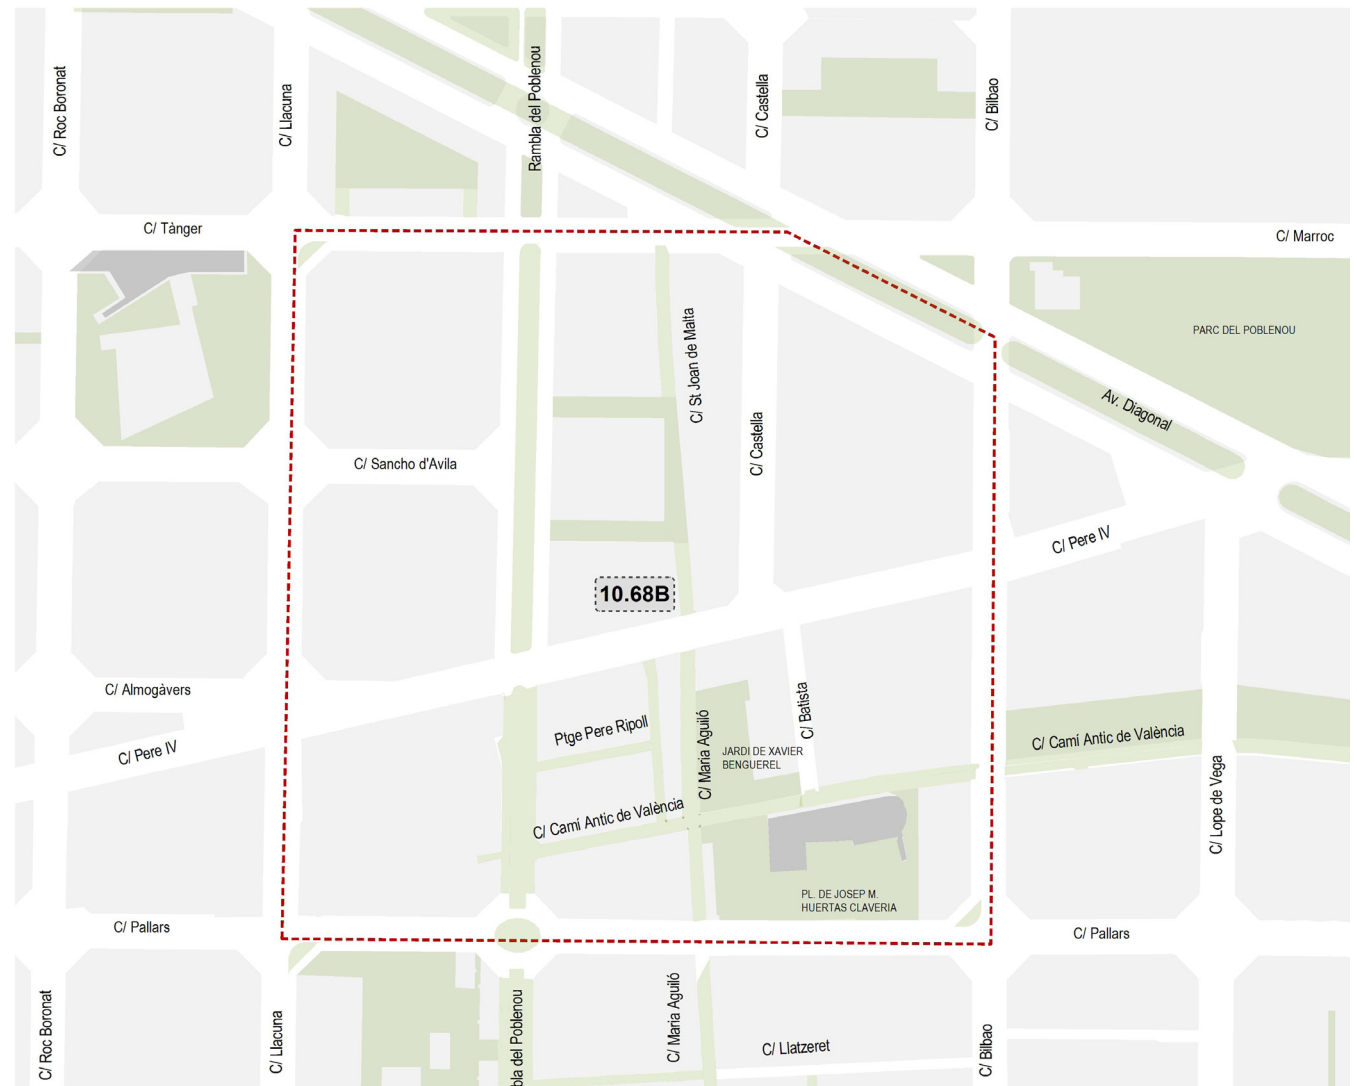 C/ Roc Boronat
C/ Llacuna
Rambla del Poblenou
C/ Castella
C/ Bilbao
C/ Tànger
C/ Marroc
PARC DEL POBLENOU
C/ St Joan de Malta
Av. Diagonal
C/ Castella
C/ Sancho d'Avila
C/ Pere IV
10.68B
C/ Almogàvers
C/ Pere IV
Ptge Pere Ripoll
C/ Maria Aguiló
C/ Batista
JARDI DE XAVIER
BENGUEREL
C/ Camí Antic de València
C/ Camí Antic de València
C/ Lope de Vega
PL. DE JOSEP M.
HUERTAS CLAVERIA
C/ Pallars
C/ Pallars
C/ Roc Boronat
C/ Llacuna
bla del Poblenou
C/ Maria Aguiló
C/ Llatzeret
C/ Bilbao